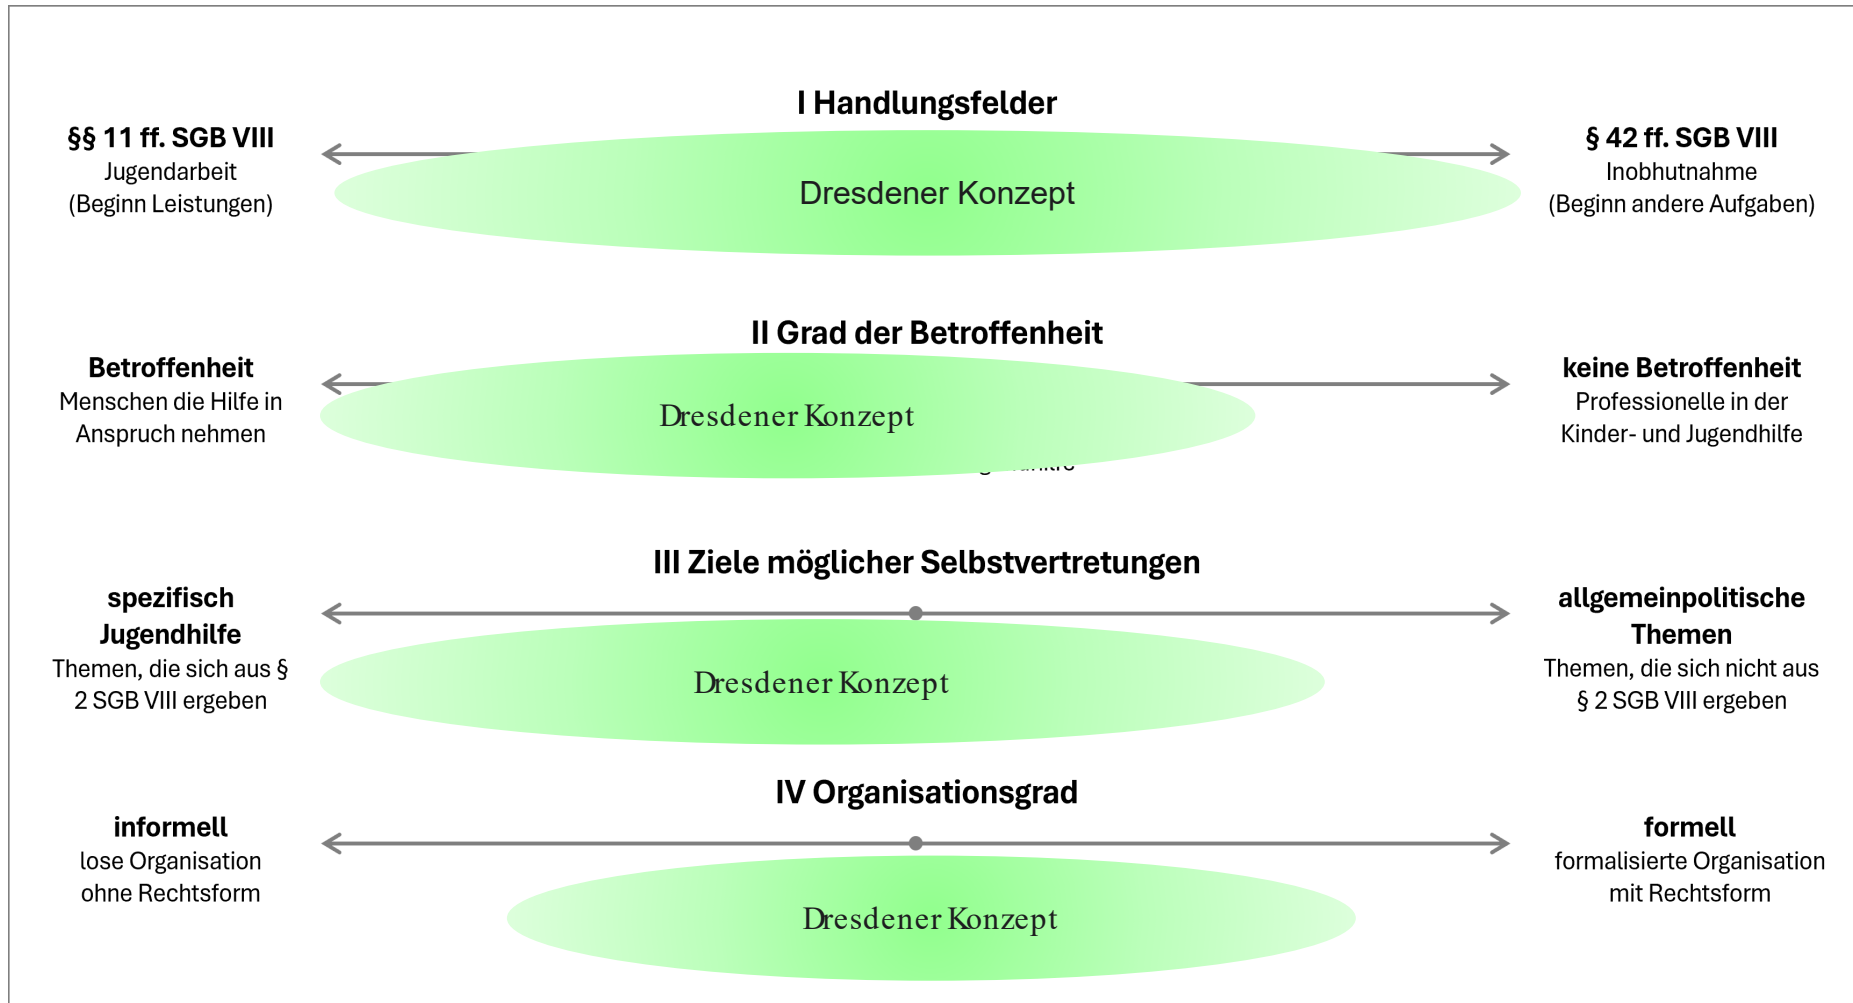 I Handlungsfelder
§§ 11 ff. SGB VIII
Jugendarbeit
(Beginn Leistungen)
Dresdener Konzept
§ 42 ff. SGB VIII
Inobhutnahme
(Beginn andere Aufgaben)
II Grad der Betroffenheit
Betroffenheit
Menschen die Hilfe in
Anspruch nehmen
Dresdener Konzept
keine Betroffenheit
Professionelle in der
Kinder- und Jugendhilfe
III Ziele möglicher Selbstvertretungen
spezifisch
Jugendhilfe
Themen, die sich aus §
2 SGB VIII ergeben
Dresdener Konzept
allgemeinpolitische
Themen
Themen, die sich nicht aus
§ 2 SGB VIII ergeben
IV Organisationsgrad
informell
lose Organisation
ohne Rechtsform
Dresdener Konzept
formell
formalisierte Organisation
mit Rechtsform